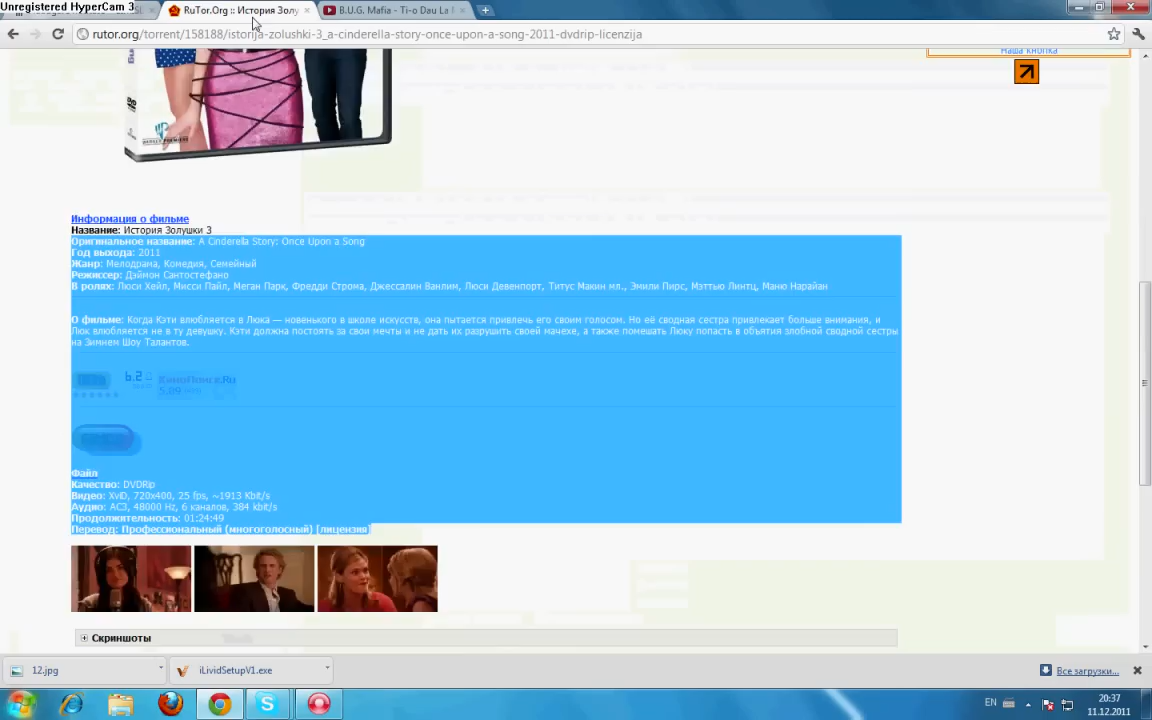 Unregistered HyperCam 3
RuTor.Org :: История Золу
B.U.G. Mafia - Ti-o Dau La
rutor.org/torrent/158188/istorija-zolushki-3_a-cinderella-story-once-upon-a-song-2011-dvdrip-licenzija
Наша кнопка
Информация о фильме
Название: История Золушки 3
Оригинальное название: A Cinderella Story: Once Upon a Song
Год выхода: 2011
Жанр: Мелодрама, Комедия, Семейный
Режиссер: Дэймон Сантостефано
В ролях: Люси Хейл, Мисси Пайл, Меган Парк, Фредди Строма, Джессалин Ванлим, Люси Девенпорт, Титус Макин мл., Эмили Пирс, Мэттью Линтц, Маню Нарайан
О фильме: Когда Кэти влюбляется в Люка — новенького в школе искусств, она пытается привлечь его своим голосом. Но её сводная сестра привлекает больше внимания, и
Люк влюбляется не в ту девушку. Кэти должна постоять за свои мечты и не дать их разрушить своей мачехе, а также помешать Люку попасть в объятия злобной сводной сестры
на Зимнем Шоу Талантов.
6.2
КиноПоиск.Ru
Файл
Качество: DVDRip
Видео: XviD, 720x400, 25 fps, ~1913 Kbit/s
Аудио: AC3, 48000 Hz, 6 каналов, 384 kbit/s
Продолжительность: 01:24:49
Перевод: Профессиональный (многоголосный) [лицензия]
Скриншоты
12.jpg
iLividSetupV1.exe
Все загрузки...
EN
20:37
11.12.2011